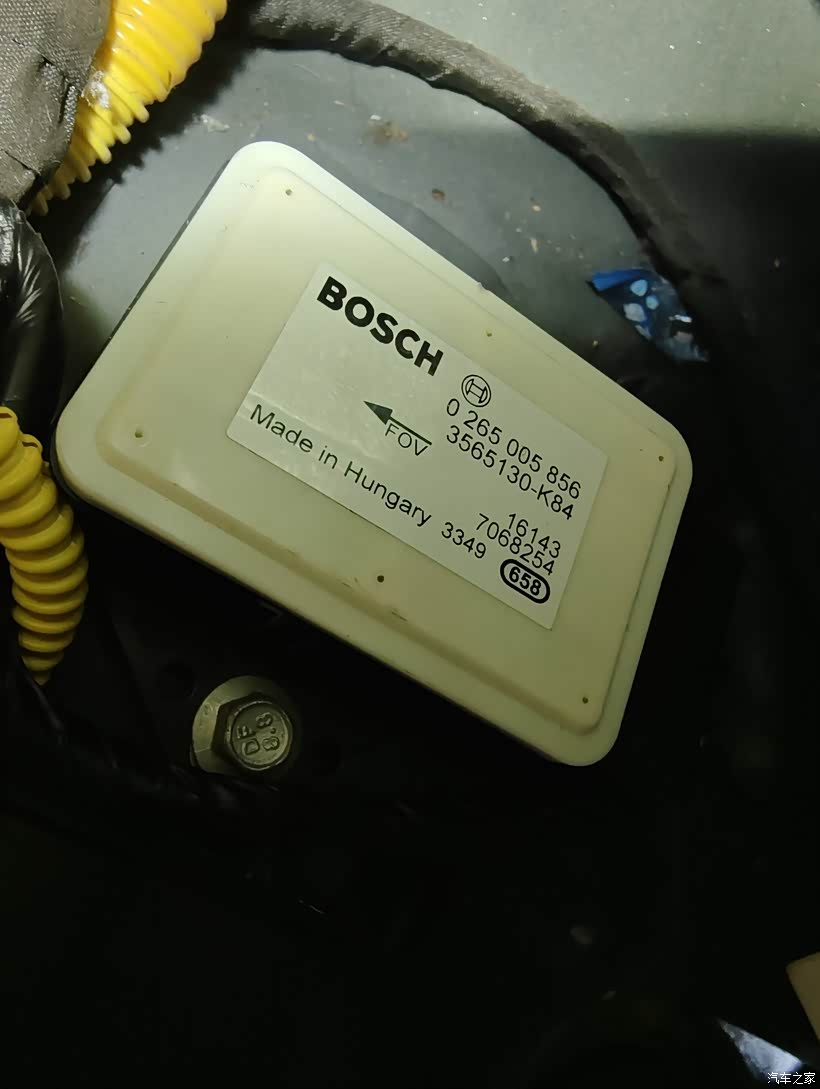 BOSCH
0 265 005 856
3565130-K84
FOV
Made in Hungary
16143
7068254
3349
658
DF
8.8
汽车之家